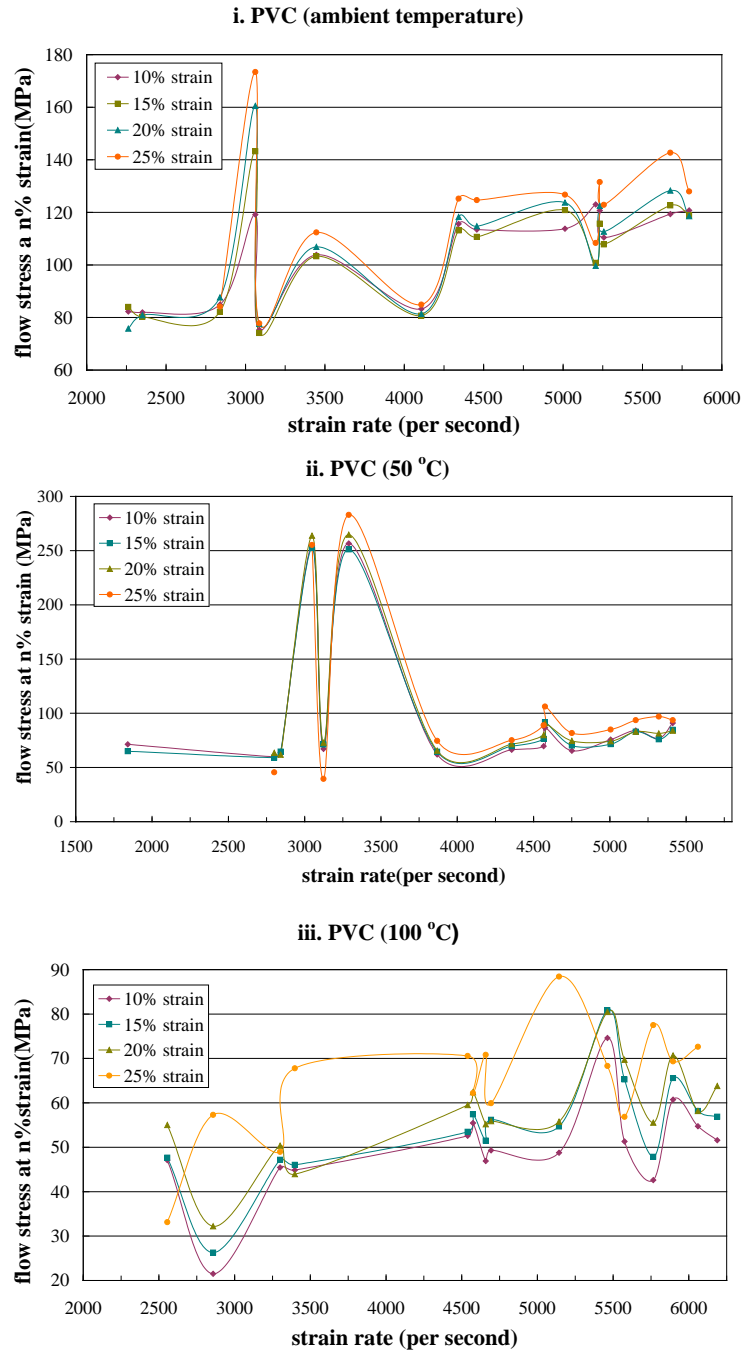 i. PVC (ambient temperature)
flow stress a n% strain(MPa)
180
160
140
120
100
80
60
10% strain
15% strain
20% strain
25% strain
2000 2500 3000 3500 4000 4500 5000 5500 6000
strain rate (per second)
ii. PVC (50 °C)
flow stress at n% strain (MPa)
300
250
200
150
100
50
0
10% strain
15% strain
20% strain
25% strain
1500 2000 2500 3000 3500 4000 4500 5000 5500
strain rate(per second)
iii. PVC (100 °C)
flow stress at n%strain(MPa)
90
80
70
60
50
40
30
20
10% strain
15% strain
20% strain
25% strain
2000 2500 3000 3500 4000 4500 5000 5500 6000
strain rate (per second)